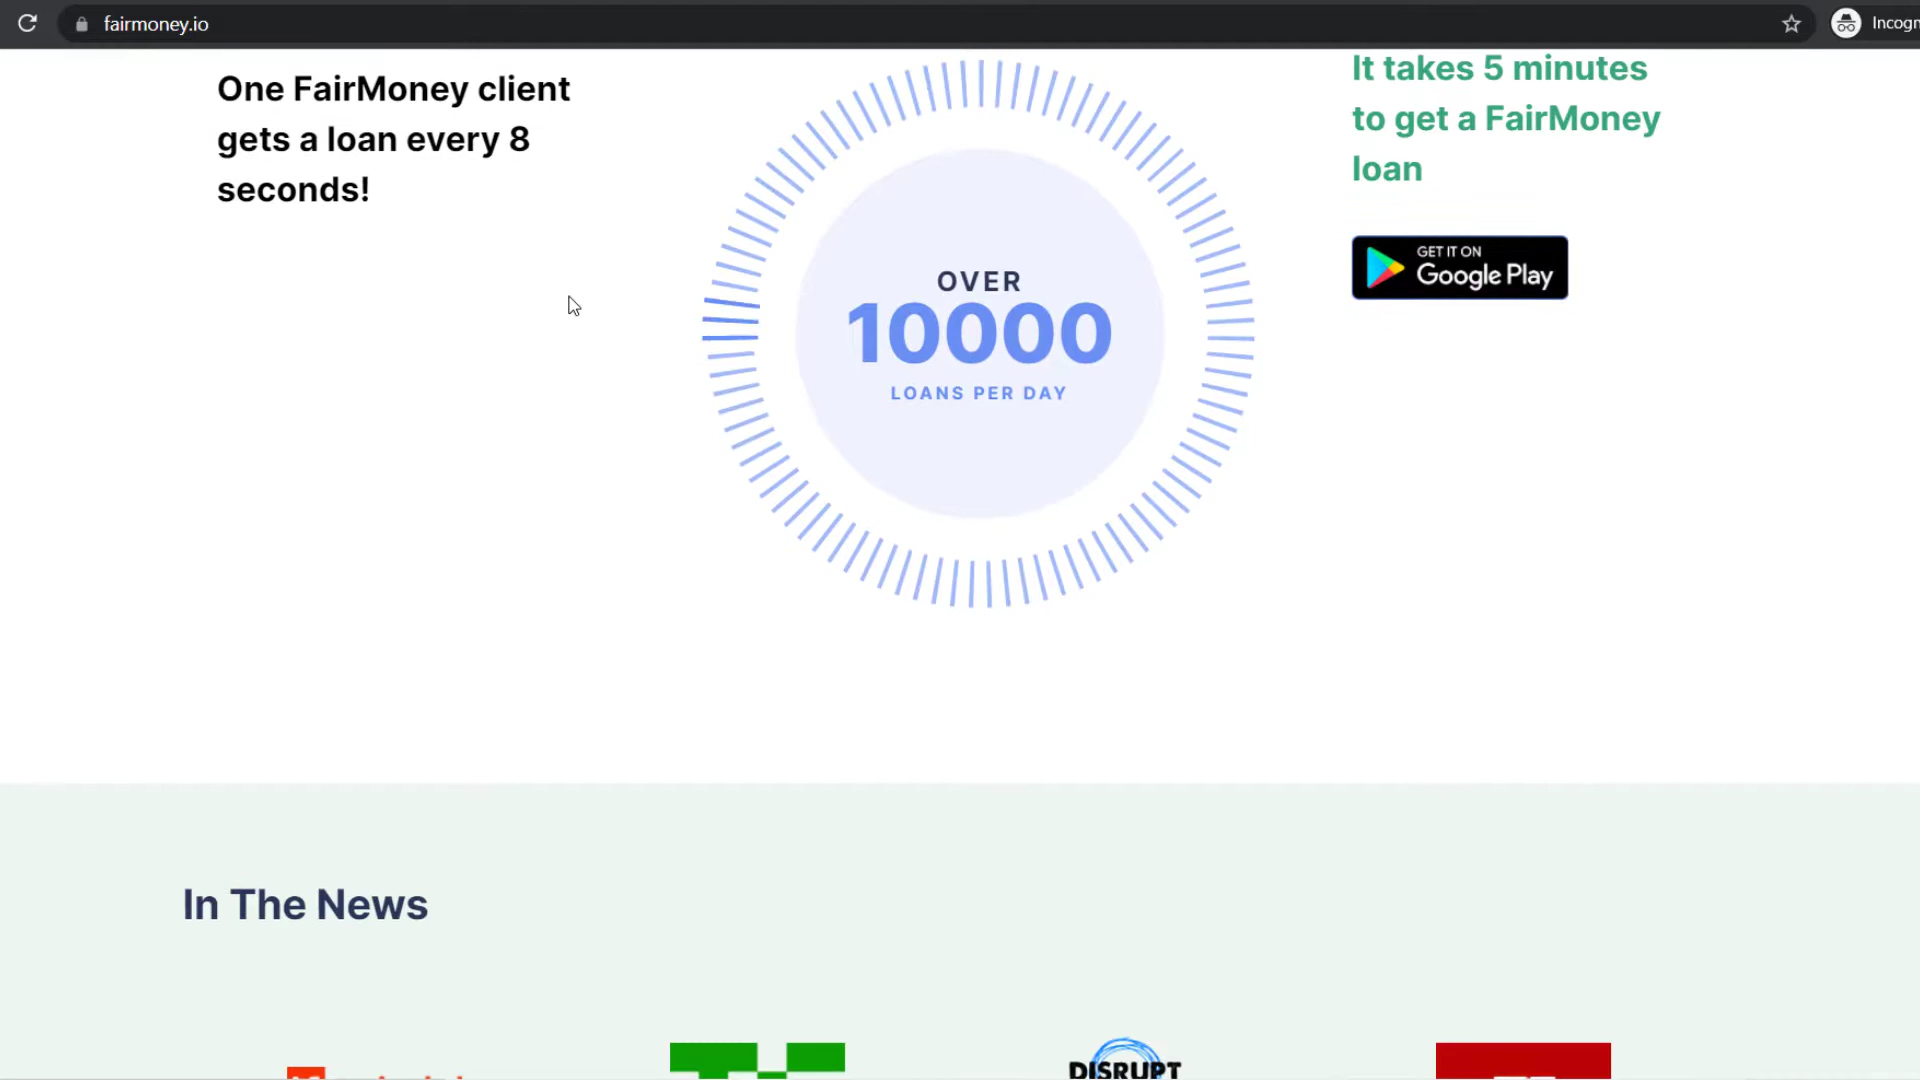 fairmoney.io
Incogn
One FairMoney client
gets a loan every 8
seconds!
OVER
10000
LOANS PER DAY
It takes 5 minutes
to get a FairMoney
loan
GET IT ON
Google Play
In The News
DISRUPT